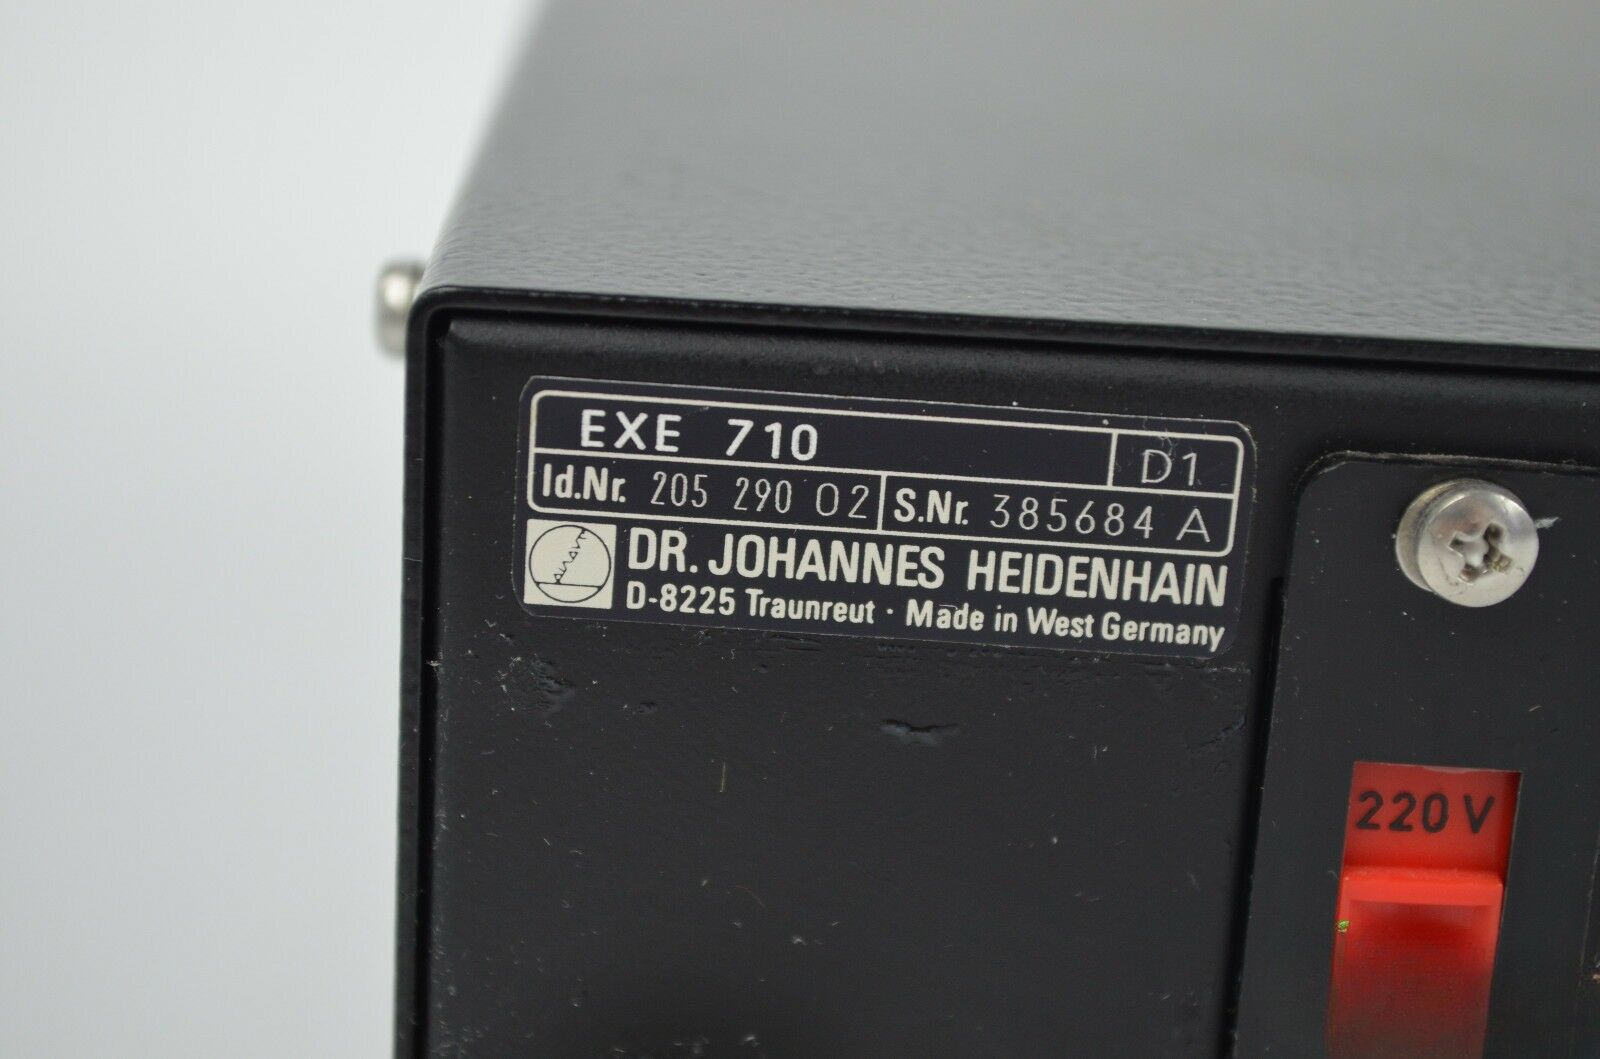 EXE 710 D1
Id.Nr. 205 290 02 S.Nr. 385684 A
DR. JOHANNES HEIDENHAIN
D-8225 Traunreut · Made in West Germany
220 V